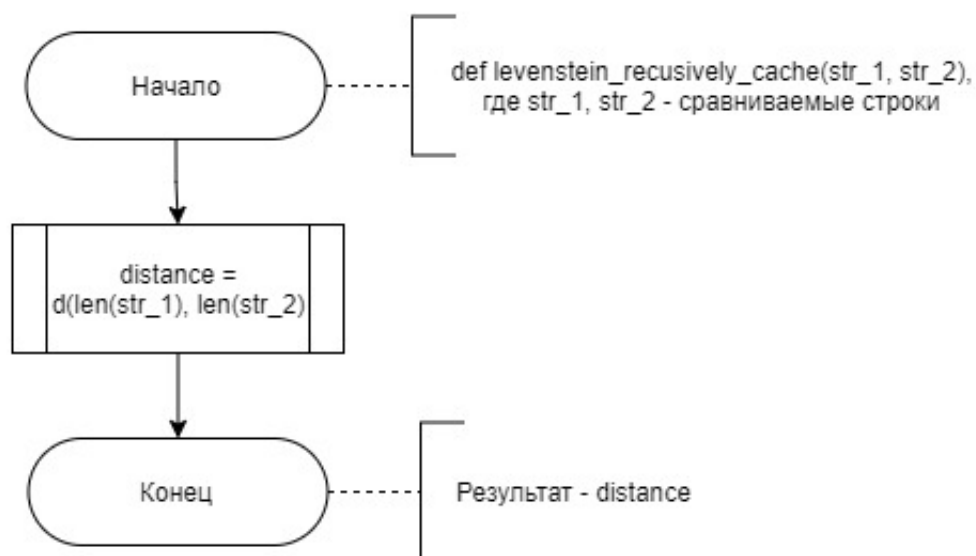 Начало
def levenstein_recusively_cache(str_1, str_2),
где str_1, str_2 - сравниваемые строки
distance =
d(len(str_1), len(str_2)
Конец
Результат - distance